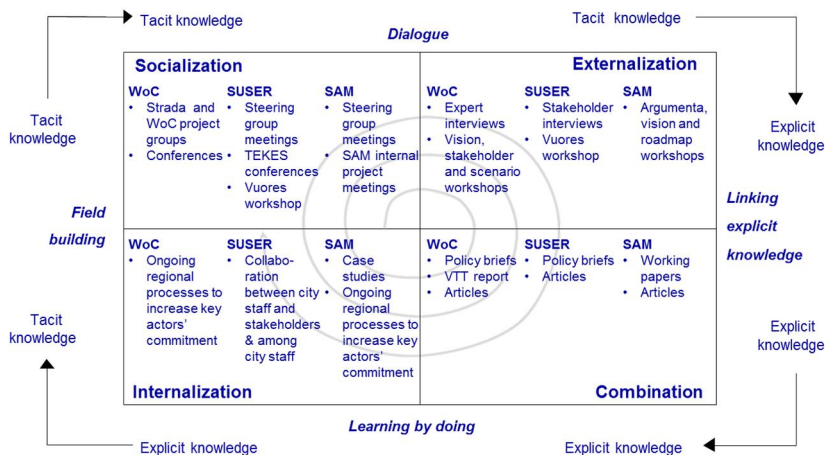 Tacit knowledge
Dialogue
Tacit knowledge
Socialization
Externalization
WoC
• Strada and
WoC project
groups
• Conferences
SUSER
• Steering
group
meetings
• TEKES
conferences
• Vuores
workshop
SAM
• Steering
group
meetings
• SAM internal
project
meetings
WoC
• Expert
interviews
• Vision,
stakeholder
and scenario
workshops
SUSER
• Stakeholder
interviews
• Vuores
workshop
SAM
• Argumenta,
vision and
roadmap
workshops
Tacit
knowledge
Explicit
knowledge
Field
building
Linking
explicit
knowledge
WoC
• Ongoing
regional
processes to
increase key
actors'
commitment
SUSER
• Collabo-
ration
between city
staff and
stakeholders
& among
city staff
SAM
• Case
studies
• Ongoing
regional
processes to
increase key
actors'
commitment
WoC
• Policy briefs
• VTT report
• Articles
SUSER
• Policy briefs
• Articles
SAM
• Working
papers
• Articles
Tacit
knowledge
Explicit
knowledge
Internalization
Combination
Learning by doing
Explicit knowledge
Explicit knowledge